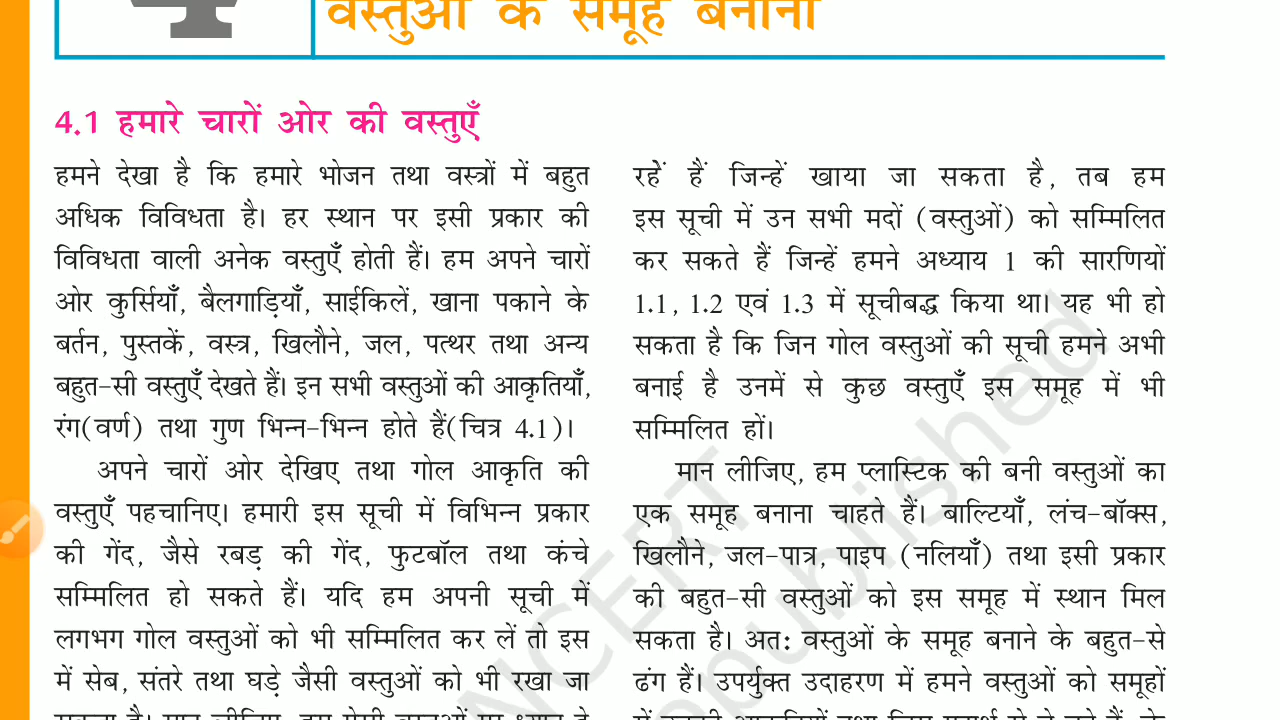 4
वस्तुओं के समूह बनाना
4.1 हमारे चारों ओर की वस्तुएँ
हमने देखा है कि हमारे भोजन तथा वस्त्रों में बहुत
अधिक विविधता है। हर स्थान पर इसी प्रकार की
विविधता वाली अनेक वस्तुएँ होती हैं। हम अपने चारों
ओर कुर्सियाँ, बैलगाड़ियाँ, साईकिलें, खाना पकाने के
बर्तन, पुस्तकें, वस्त्र, खिलौने, जल, पत्थर तथा अन्य
बहुत-सी वस्तुएँ देखते हैं। इन सभी वस्तुओं की आकृतियाँ,
रंग(वर्ण) तथा गुण भिन्न-भिन्न होते हैं(चित्र 4.1)।
अपने चारों ओर देखिए तथा गोल आकृति की
वस्तुएँ पहचानिए। हमारी इस सूची में विभिन्न प्रकार
की गेंद, जैसे रबड़ की गेंद, फुटबॉल तथा कंचे
सम्मिलित हो सकते हैं। यदि हम अपनी सूची में
लगभग गोल वस्तुओं को भी सम्मिलित कर लें तो इस
में सेब, संतरे तथा घड़े जैसी वस्तुओं को भी रखा जा
रहें हैं जिन्हें खाया जा सकता है, तब हम
इस सूची में उन सभी मदों (वस्तुओं) को सम्मिलित
कर सकते हैं जिन्हें हमने अध्याय 1 की सारणियों
1.1, 1.2 एवं 1.3 में सूचीबद्ध किया था। यह भी हो
सकता है कि जिन गोल वस्तुओं की सूची हमने अभी
बनाई है उनमें से कुछ वस्तुएँ इस समूह में भी
सम्मिलित हों।
मान लीजिए, हम प्लास्टिक की बनी वस्तुओं का
एक समूह बनाना चाहते हैं। बाल्टियाँ, लंच-बॉक्स,
खिलौने, जल-पात्र, पाइप (नलियाँ) तथा इसी प्रकार
की बहुत-सी वस्तुओं को इस समूह में स्थान मिल
सकता है। अतः वस्तुओं के समूह बनाने के बहुत-से
ढंग हैं। उपर्युक्त उदाहरण में हमने वस्तुओं को समूहों
NCERT
republished